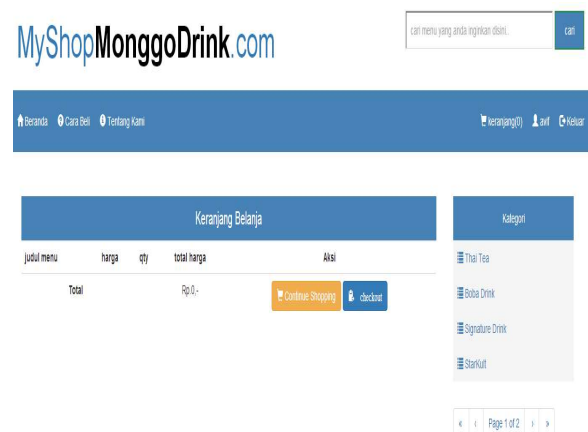 MyShopMonggoDrink.com
cari menu yang anda inginkan disini.
cari
Beranda Cara Beli Tentang Kami
keranjang(0) avif Keluar
Keranjang Belanja
judul menu harga qty total harga Aksi
Total Rp.0,- Continue Shopping checkout
Kategori
Thai Tea
Boba Drink
Signature Drink
StarKult
« ‹ Page 1 of 2 › »